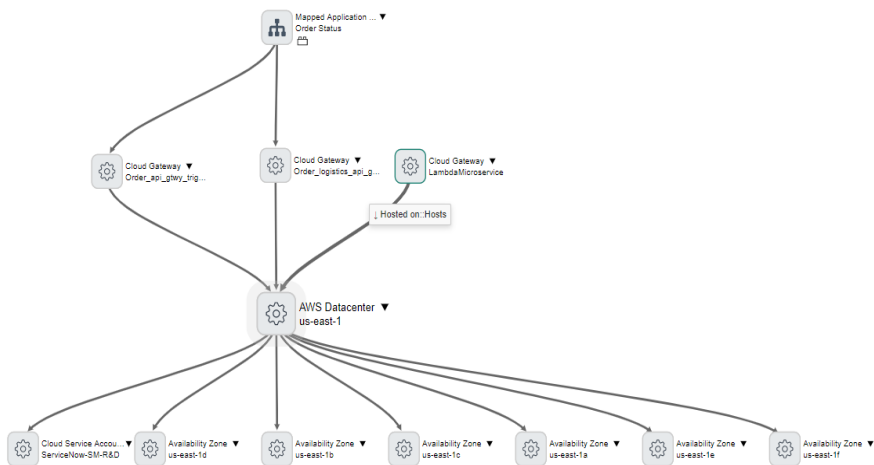 Mapped Application ... ▼
Order Status
Cloud Gateway ▼
Order_api_gtwy_trig...
Cloud Gateway ▼
Order_logistics_api_g...
Cloud Gateway ▼
LambdaMicroservice
↓ Hosted on::Hosts
AWS Datacenter ▼
us-east-1
Cloud Service Accou...▼
ServiceNow-SM-R&D
Availability Zone ▼
us-east-1d
Availability Zone ▼
us-east-1b
Availability Zone ▼
us-east-1c
Availability Zone ▼
us-east-1a
Availability Zone ▼
us-east-1e
Availability Zone ▼
us-east-1f